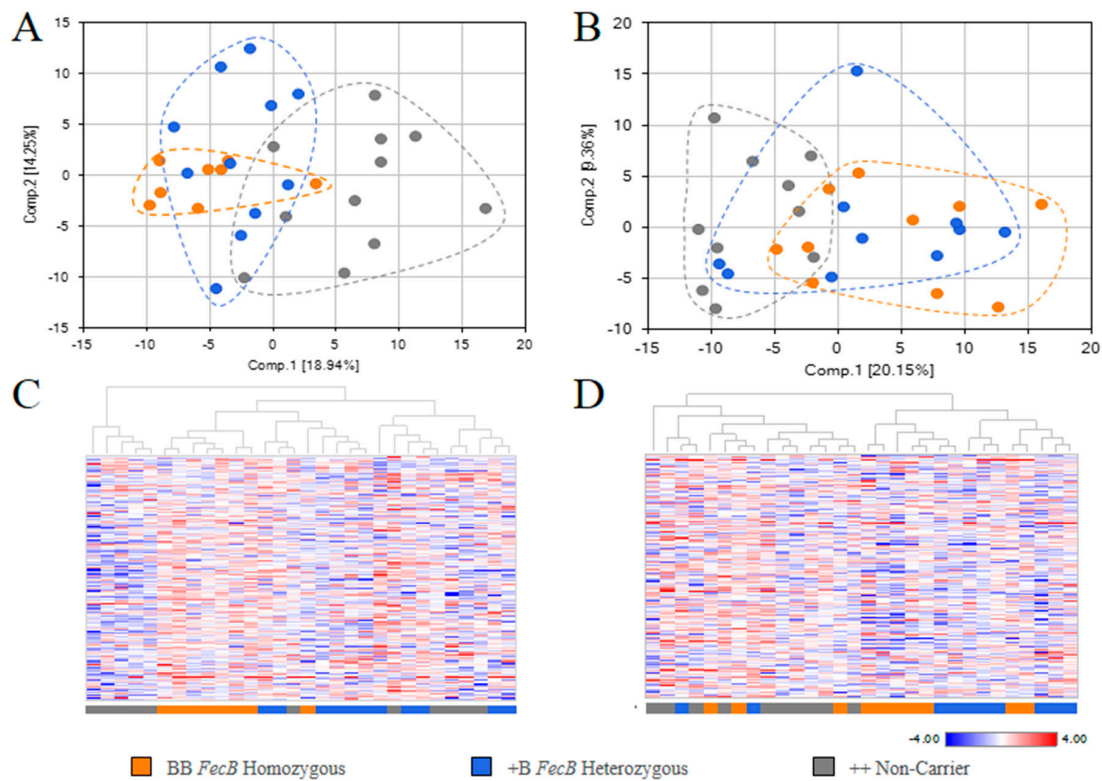 A
15
10
5
0
-5
-10
-15
Comp.2 [14.25%]
-15
-10
-5
0
5
10
15
20
Comp.1 [18.94%]
B
20
15
10
5
0
-5
-10
Comp.2 [9.36%]
-15
-10
-5
0
5
10
15
20
Comp.1 [20.15%]
C
D
-4.00
4.00
BB FecB Homozygous
+B FecB Heterozygous
++ Non-Carrier